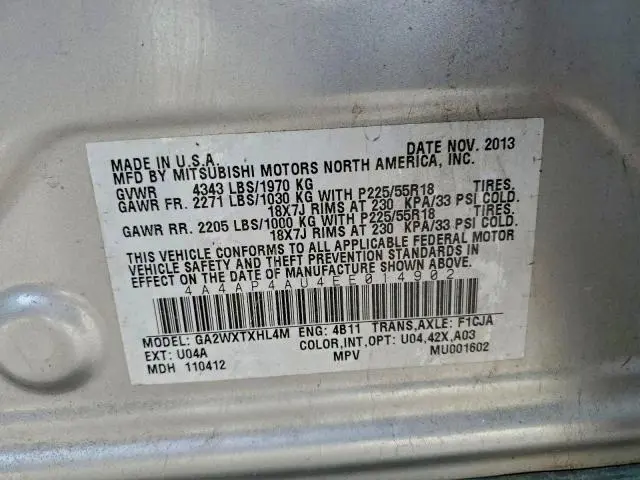 MADE IN U.S.A. DATE NOV. 2013
MFD BY MITSUBISHI MOTORS NORTH AMERICA, INC.
GVWR 4343 LBS/1970 KG
GAWR FR. 2271 LBS/1030 KG WITH P225/55R18 TIRES,
18X7J RIMS AT 230 KPA/33 PSI COLD.
GAWR RR. 2205 LBS/1000 KG WITH P225/55R18 TIRES,
18X7J RIMS AT 230 KPA/33 PSI COLD.
THIS VEHICLE CONFORMS TO ALL APPLICABLE FEDERAL MOTOR
VEHICLE SAFETY AND THEFT PREVENTION STANDARDS IN
EFFECT ON THE DATE OF MANUFACTURE SHOWN ABOVE.
4A4AP4AU4EE014902
MODEL: GA2WXTXHL4M ENG: 4B11 TRANS,AXLE: F1CJA
EXT: U04A COLOR,INT,OPT: U04,42X,A03
MDH 110412 MPV MU001602